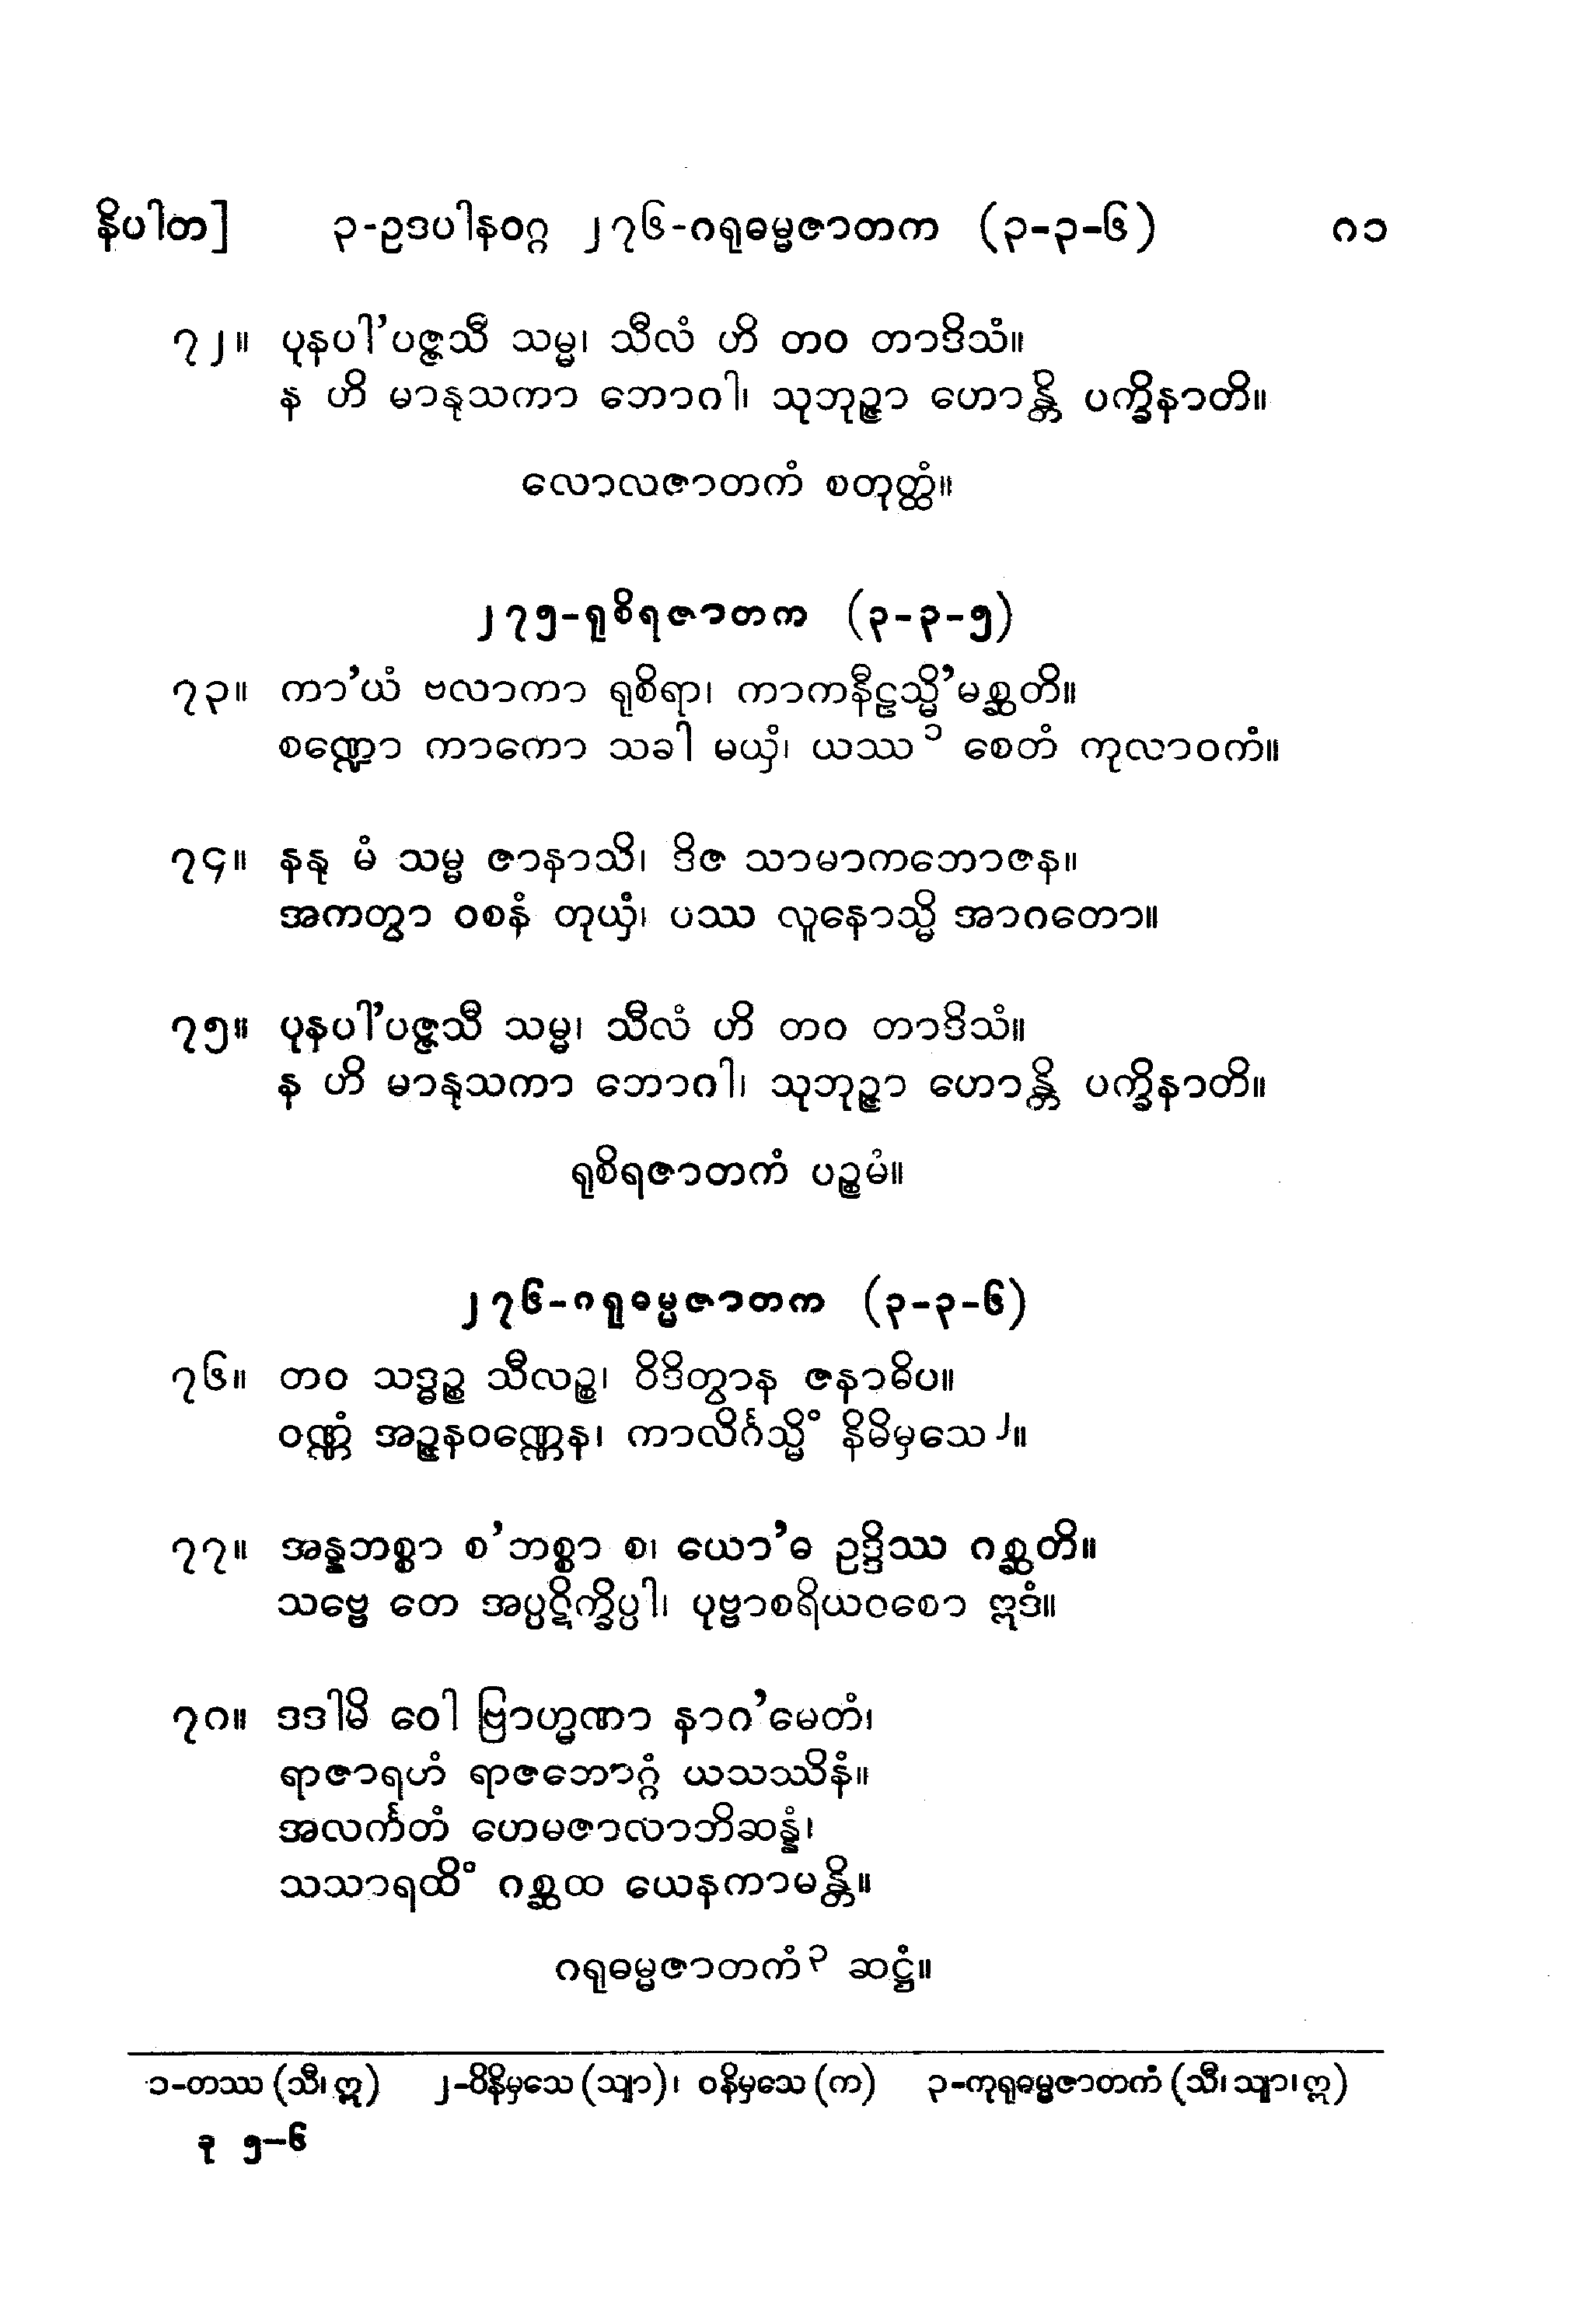 နိပါတ] ၃-ဥဒပါနဝဂ္ဂ ၂၇၆-ဂရုဓမ္မဇာတက (၃-၃-၆) ၈၁
၇၂။ ပုနပါ'ပဇ္ဇသီ သမ္မ၊ သီလံ ဟိ တဝ တာဒိသံ။
န ဟိ မာနုသကာ ဘောဂါ၊ သုဘုဉ္ဇာ ဟောန္တိ ပက္ခိနာတိ။
လောလဇာတကံ စတုတ္ထံ။
၂၇၅-ရုစိရဇာတက (၃-၃-၅)
၇၃။ ကာ'ယံ ဗလာကာ ရုစိရာ၊ ကာကနီဠသ္မိ'မစ္ဆတိ။
စဏ္ဍော ကာကော သခါ မယှံ၊ ယဿ၁ စေတံ ကုလာဝကံ။
၇၄။ နနု မံ သမ္မ ဇာနာသိ၊ ဒိဇ သာမာကဘောဇန။
အကတွာ ဝစနံ တုယှံ၊ ပဿ လူနောသ္မိ အာဂတော။
၇၅။ ပုနပါ'ပဇ္ဇသီ သမ္မ၊ သီလံ ဟိ တဝ တာဒိသံ။
န ဟိ မာနုသကာ ဘောဂါ၊ သုဘုဉ္ဇာ ဟောန္တိ ပက္ခိနာတိ။
ရုစိရဇာတကံ ပဉ္စမံ။
၂၇၆-ဂရုဓမ္မဇာတက (၃-၃-၆)
၇၆။ တဝ သဒ္ဓဉ္စ သီလဉ္စ၊ ဝိဒိတွာန ဇနာဓိပ။
ဝဏ္ဏံ အဉ္ဇနဝဏ္ဏေန၊ ကာလိင်္ဂသ္မိံ နိမိမှသေ၂။
၇၇။ အန္နဘစ္စာ စ'ဘစ္စာ စ၊ ယော'ဓ ဥဒ္ဒိဿ ဂစ္ဆတိ။
သဗ္ဗေ တေ အပ္ပဋိက္ခိပ္ပါ၊ ပုဗ္ဗာစရိယဝစော ဣဒံ။
၇၈။ ဒဒါမိ ဝေါ ဗြာဟ္မဏာ နာဂ'မေတံ၊
ရာဇာရဟံ ရာဇဘောဂ္ဂံ ယသဿိနံ။
အလင်္ကတံ ဟေမဇာလာဘိဆန္နံ၊
သသာရထိံ ဂစ္ဆထ ယေနကာမန္တိ။
ဂရုဓမ္မဇာတကံ၃ ဆဋ္ဌံ။
၁-တဿ (သီ၊ ဣ) ၂-ဝိနိမှသေ (သျာ)၊ ဝနိမှသေ (က) ၃-ကုရုဓမ္မဇာတကံ (သီ၊ သျာ၊ ဣ)
ခု ၅-၆